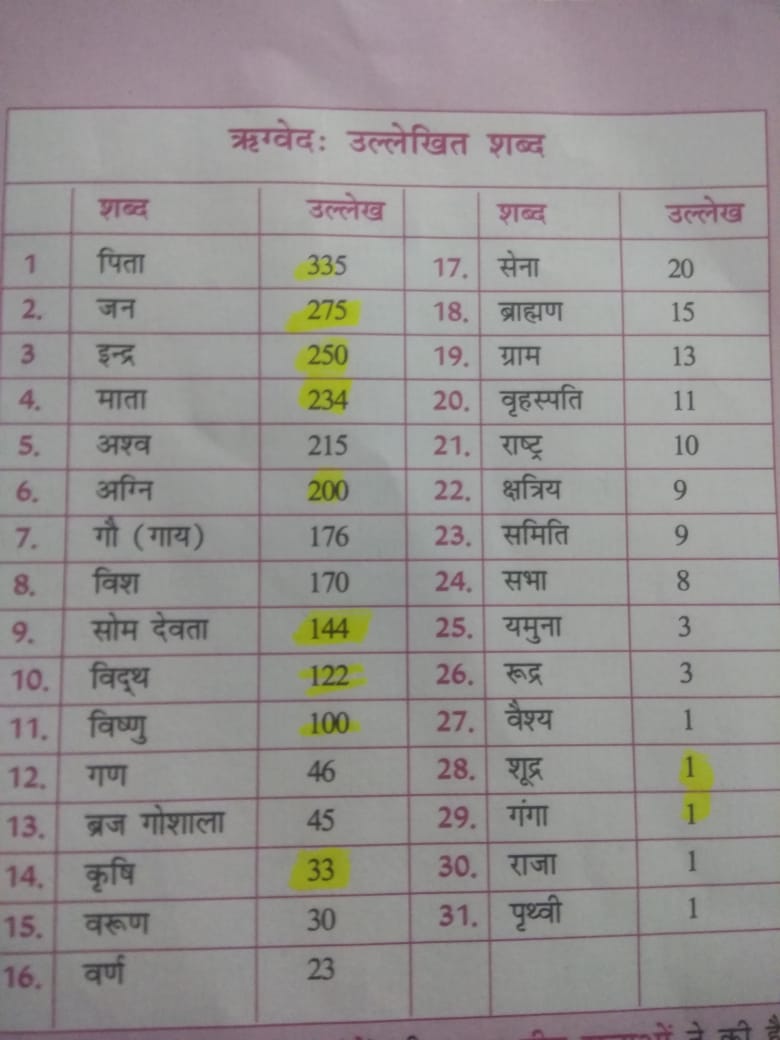 ऋग्वेदः उल्लेखित शब्द
शब्द उल्लेख शब्द उल्लेख
1 पिता 335 17. सेना 20
2. जन 275 18. ब्राह्मण 15
3 इन्द्र 250 19. ग्राम 13
4. माता 234 20. वृहस्पति 11
5. अश्व 215 21. राष्ट्र 10
6. अग्नि 200 22. क्षत्रिय 9
7. गौ (गाय) 176 23. समिति 9
8. विश 170 24. सभा 8
9. सोम देवता 144 25. यमुना 3
10. विद्थ 122 26. रूद्र 3
11. विष्णु 100 27. वैश्य 1
12. गण 46 28. शूद्र 1
13. ब्रज गोशाला 45 29. गंगा 1
14. कृषि 33 30. राजा 1
15. वरूण 30 31. पृथ्वी 1
16. वर्ण 23
ने की है